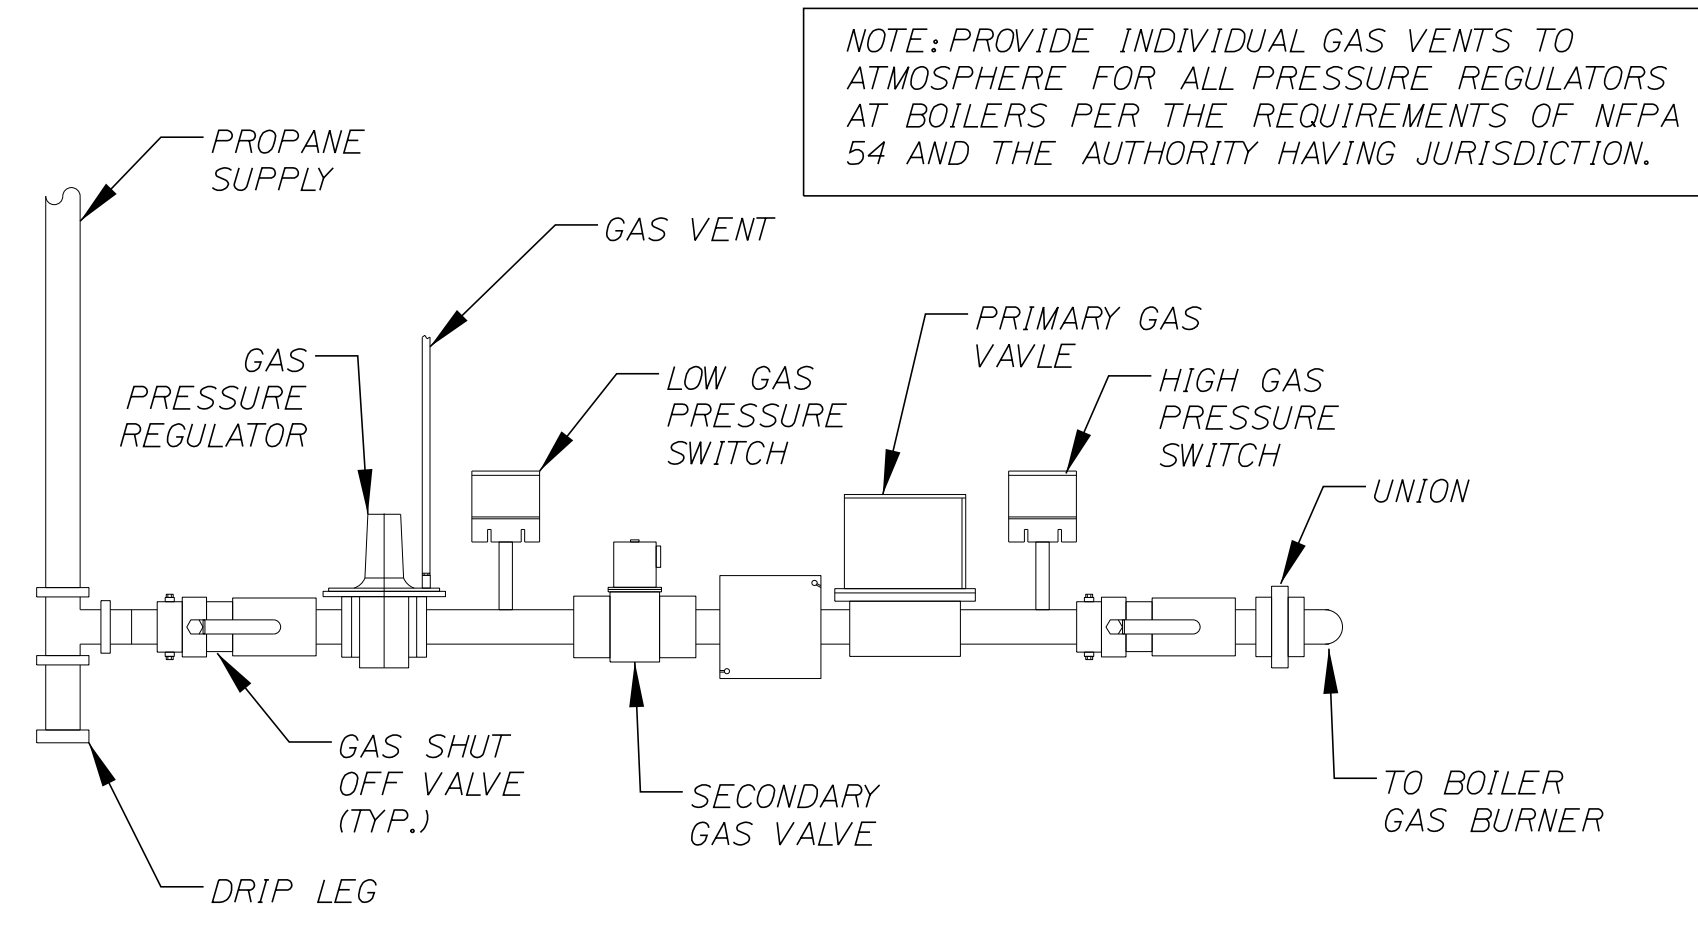 NOTE: PROVIDE INDIVIDUAL GAS VENTS TO
ATMOSPHERE FOR ALL PRESSURE REGULATORS
AT BOILERS PER THE REQUIREMENTS OF NFPA
54 AND THE AUTHORITY HAVING JURISDICTION.
PROPANE
SUPPLY
GAS VENT
GAS
PRESSURE
REGULATOR
LOW GAS
PRESSURE
SWITCH
PRIMARY GAS
VAVLE
HIGH GAS
PRESSURE
SWITCH
UNION
GAS SHUT
OFF VALVE
(TYP.)
SECONDARY
GAS VALVE
TO BOILER
GAS BURNER
DRIP LEG